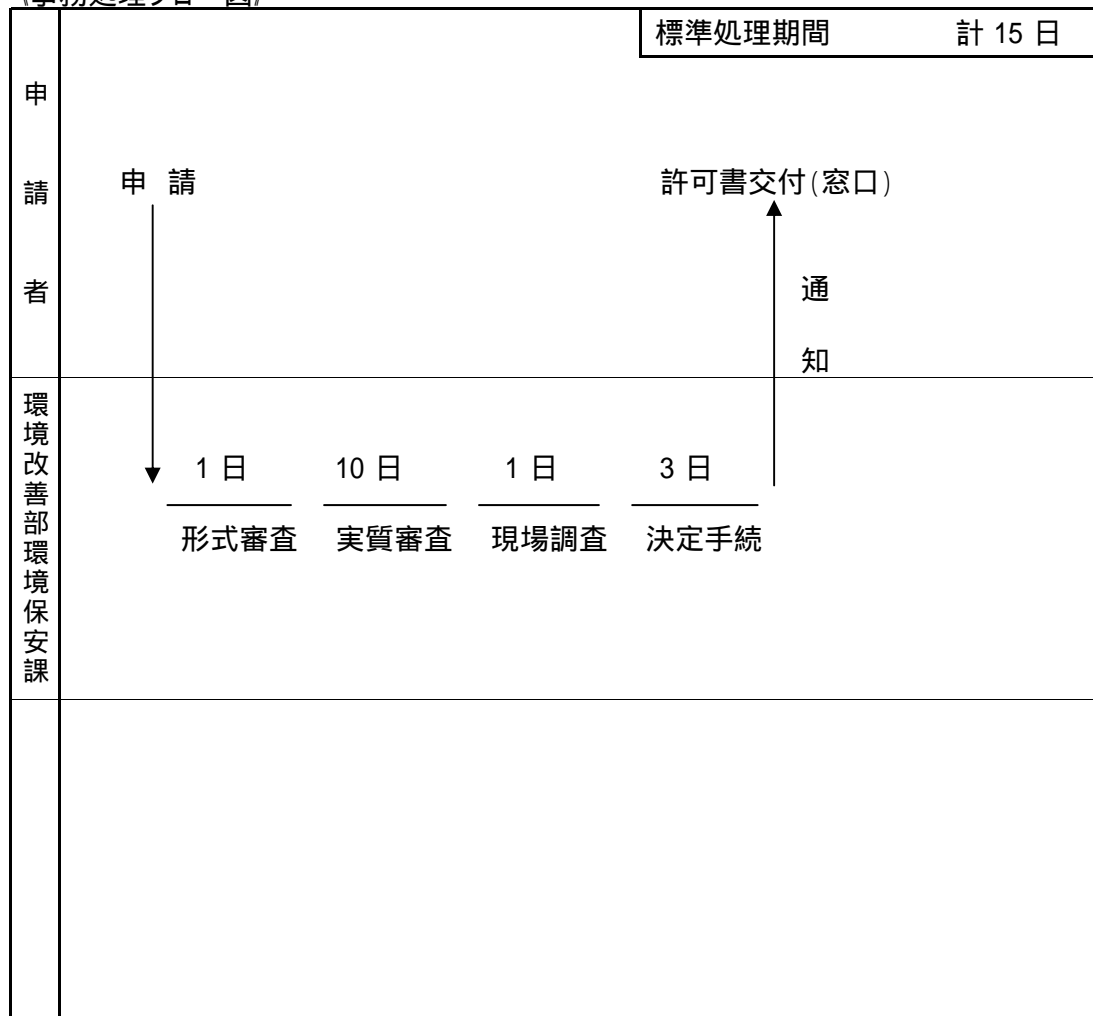 標準処理期間 計 15 日
申請者
申 請
許可書交付(窓口)
通知
環境改善部環境保安課
1 日 10 日 1 日 3 日
形式審査 実質審査 現場調査 決定手続